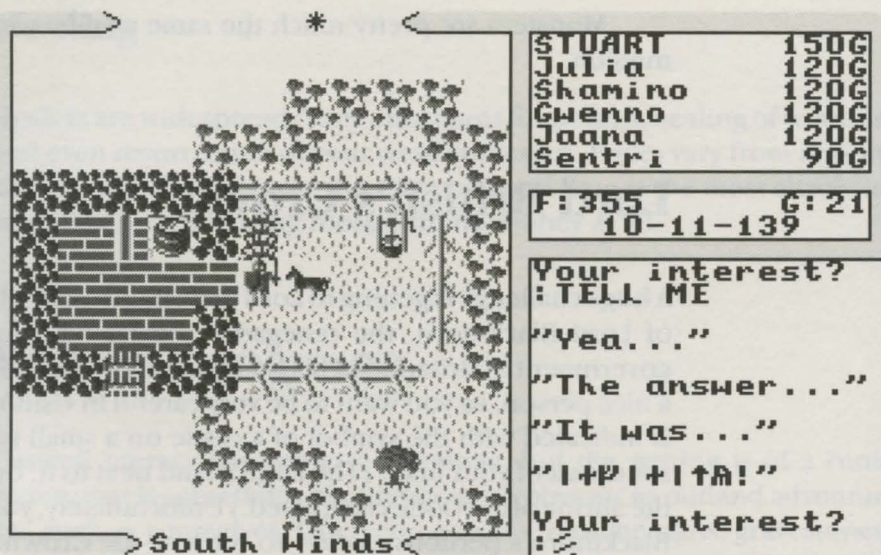 STUART 150G
Julia 120G
Shamino 120G
Gwenno 120G
Jaana 120G
Sentri 90G
F:355 G:21
10-11-139
Your interest?
:TELL ME
"Yea..."
"The answer..."
"It was..."
Your interest?
:
South Winds